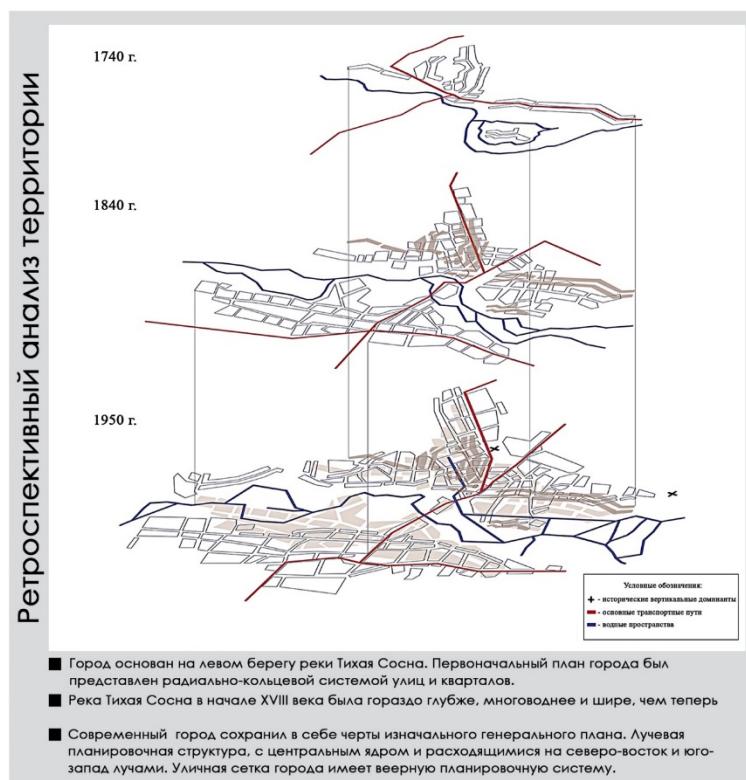 Ретроспективный анализ территории
1740 г.
1840 г.
1950 г.
Условные обозначения:
- исторические вертикальные доминанты
- основные транспортные пути
- водные пространства
Город основан на левом берегу реки Тихая Сосна. Первоначальный план города был
представлен радиально-кольцевой системой улиц и кварталов.
Река Тихая Сосна в начале XVIII века была гораздо глубже, многоводнее и шире, чем теперь
Современный город сохранил в себе черты изначального генерального плана. Лучевая
планировочная структура, с центральным ядром и расходящимися на северо-восток и юго-
запад лучами. Уличная сетка города имеет веерную планировочную систему.